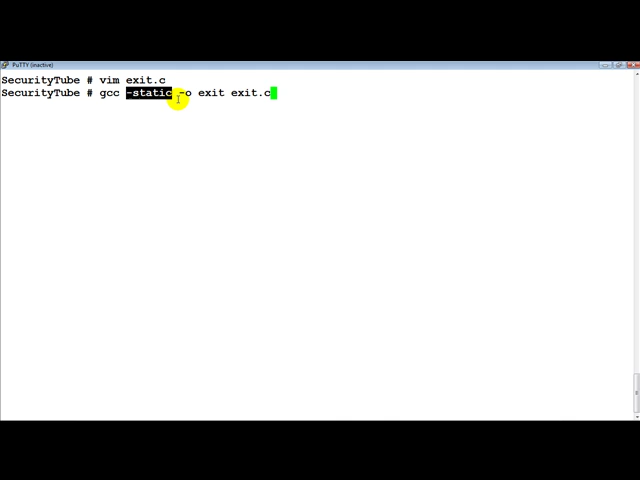 PuTTY (inactive)
SecurityTube # vim exit.c
SecurityTube # gcc -static -o exit exit.c